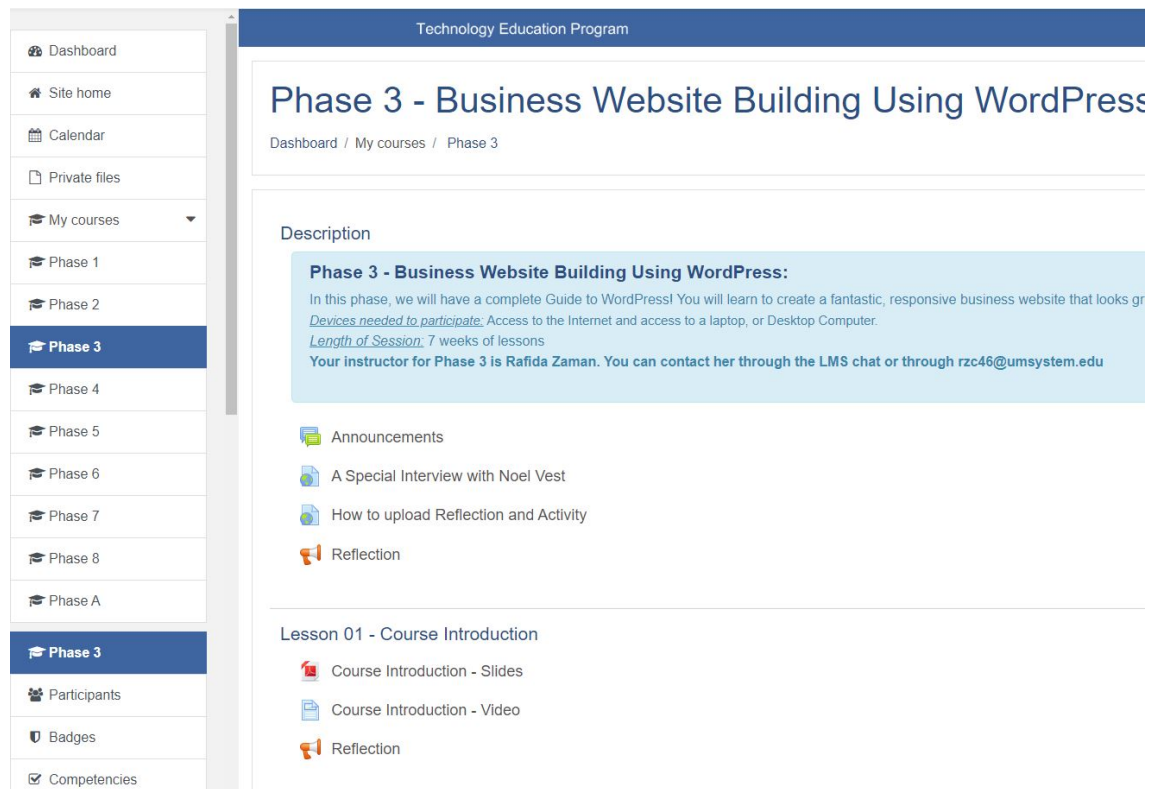 Dashboard
Site home
Calendar
Private files
My courses
Phase 1
Phase 2
Phase 3
Phase 4
Phase 5
Phase 6
Phase 7
Phase 8
Phase A
Phase 3
Participants
Badges
Competencies
Technology Education Program
Phase 3 - Business Website Building Using WordPress
Dashboard / My courses / Phase 3
Description
Phase 3 - Business Website Building Using WordPress:
In this phase, we will have a complete Guide to WordPress! You will learn to create a fantastic, responsive business website that looks gr
Devices needed to participate: Access to the Internet and access to a laptop, or Desktop Computer.
Length of Session: 7 weeks of lessons
Your instructor for Phase 3 is Rafida Zaman. You can contact her through the LMS chat or through rzc46@umsystem.edu
Announcements
A Special Interview with Noel Vest
How to upload Reflection and Activity
Reflection
Lesson 01 - Course Introduction
Course Introduction - Slides
Course Introduction - Video
Reflection